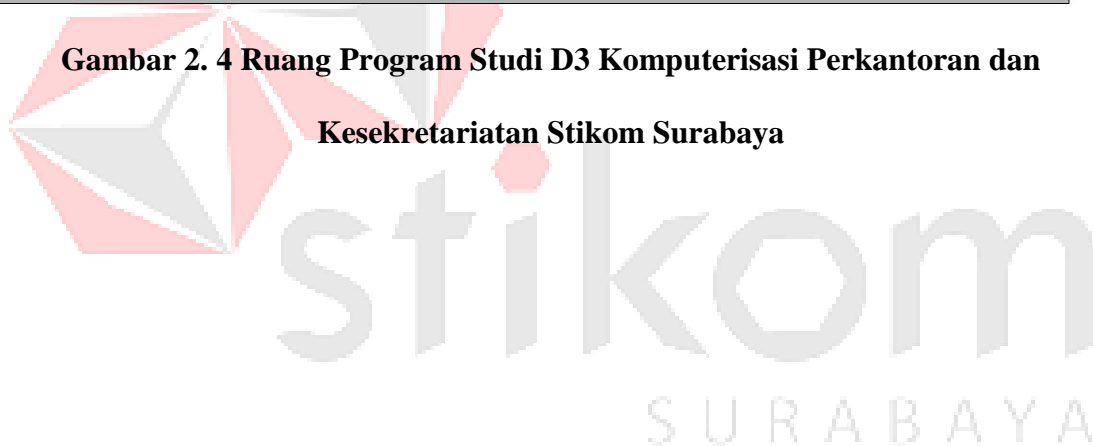 Gambar 2. 4 Ruang Program Studi D3 Komputerisasi Perkantoran dan
Kesekretariatan Stikom Surabaya
stikom
SURABAYA